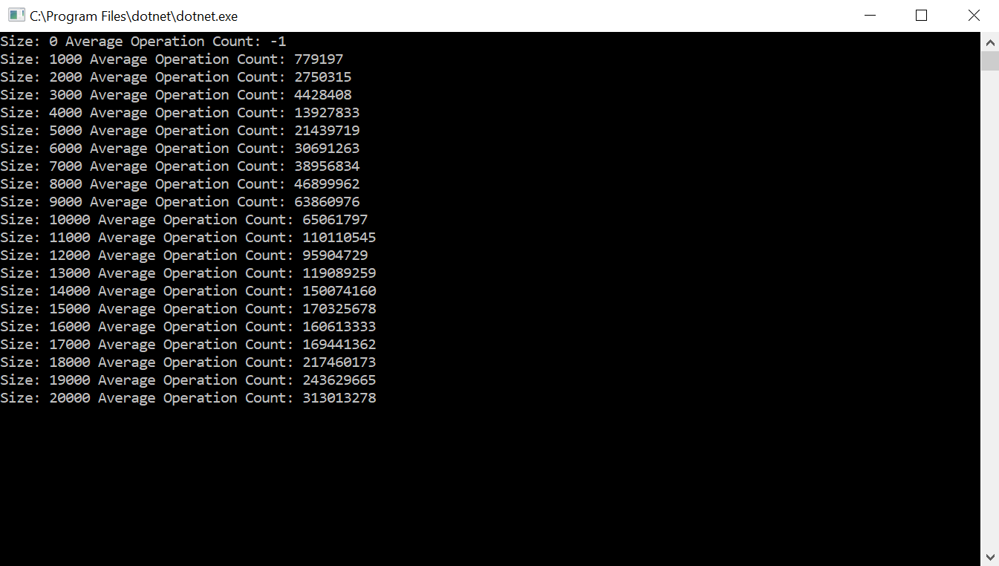 C:\Program Files\dotnet\dotnet.exe
Size: 0 Average Operation Count: -1
Size: 1000 Average Operation Count: 779197
Size: 2000 Average Operation Count: 2750315
Size: 3000 Average Operation Count: 4428408
Size: 4000 Average Operation Count: 13927833
Size: 5000 Average Operation Count: 21439719
Size: 6000 Average Operation Count: 30691263
Size: 7000 Average Operation Count: 38956834
Size: 8000 Average Operation Count: 46899962
Size: 9000 Average Operation Count: 63860976
Size: 10000 Average Operation Count: 65061797
Size: 11000 Average Operation Count: 110110545
Size: 12000 Average Operation Count: 95904729
Size: 13000 Average Operation Count: 119089259
Size: 14000 Average Operation Count: 150074160
Size: 15000 Average Operation Count: 170325678
Size: 16000 Average Operation Count: 160613333
Size: 17000 Average Operation Count: 169441362
Size: 18000 Average Operation Count: 217460173
Size: 19000 Average Operation Count: 243629665
Size: 20000 Average Operation Count: 313013278